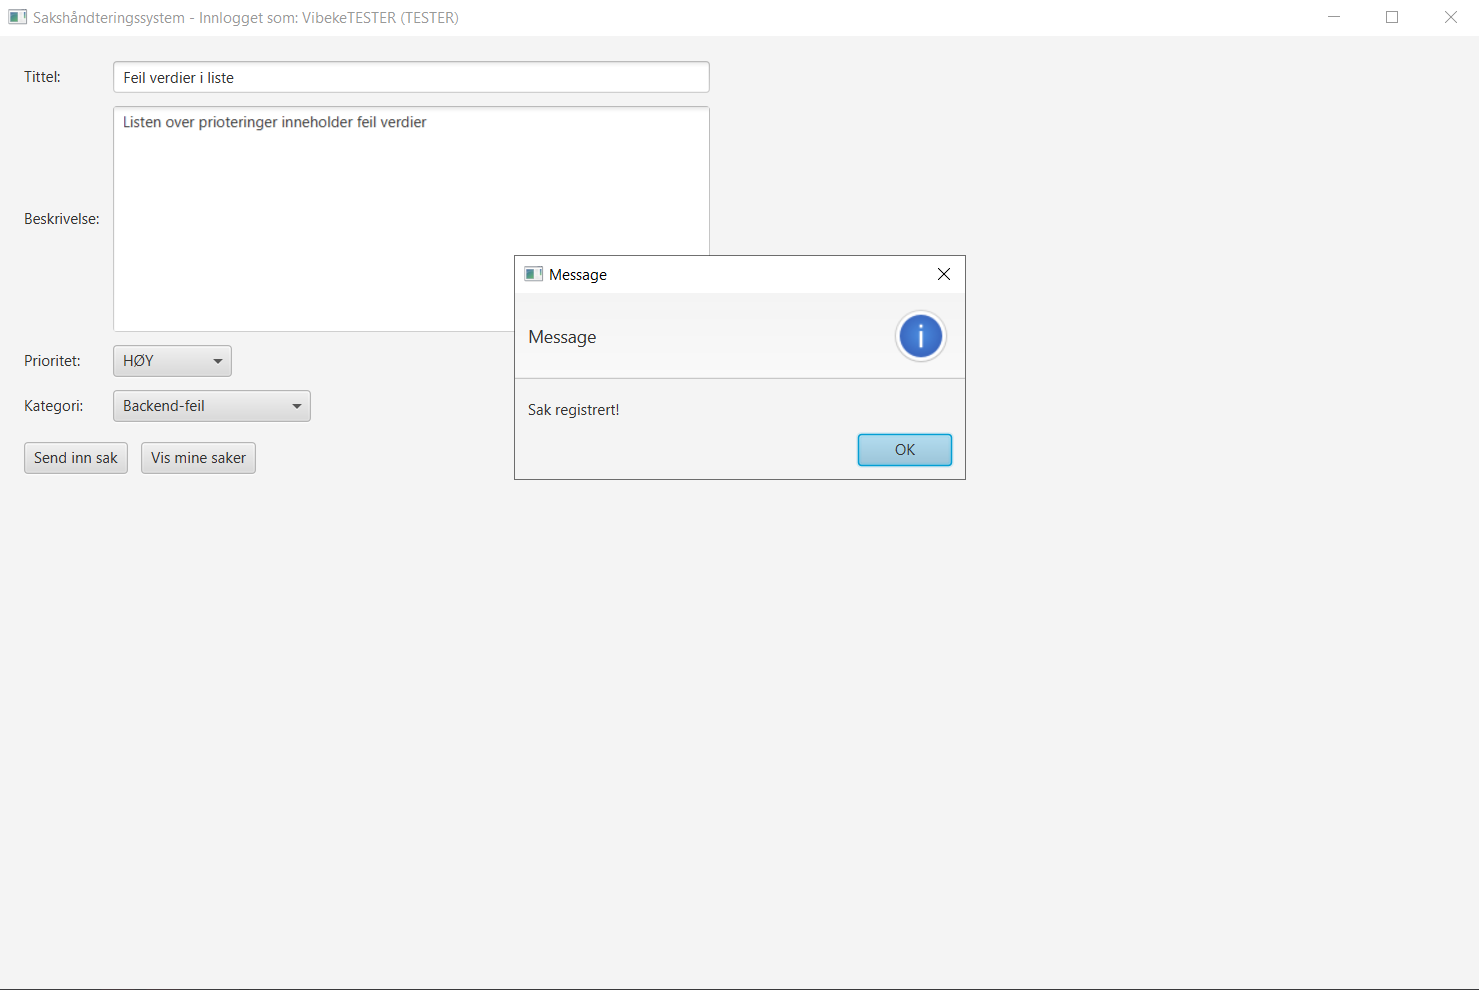 Sakshåndteringssystem - Innlogget som: VibekeTESTER (TESTER)
Tittel:
Feil verdier i liste
Beskrivelse:
Listen over prioteringer inneholder feil verdier
Prioritet:
HØY
Kategori:
Backend-feil
Send inn sak
Vis mine saker
Message
Message
Sak registrert!
OK